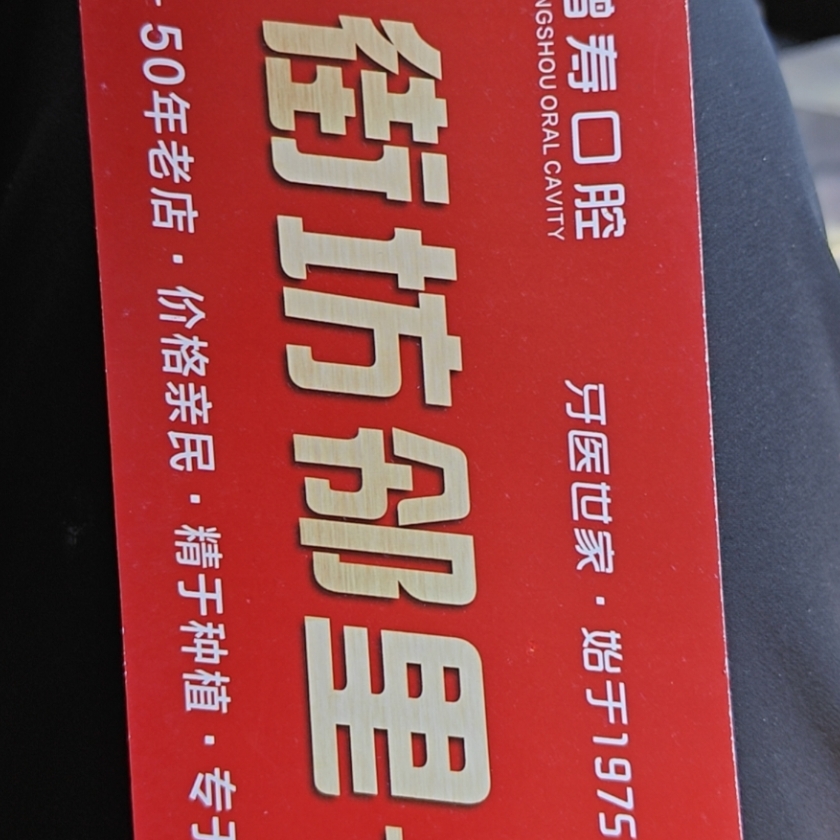 寿口腔
NGSHOU ORAL CAVITY
牙医世家·始于1975
街坊邻里
50年老店·价格亲民·精于种植·专于